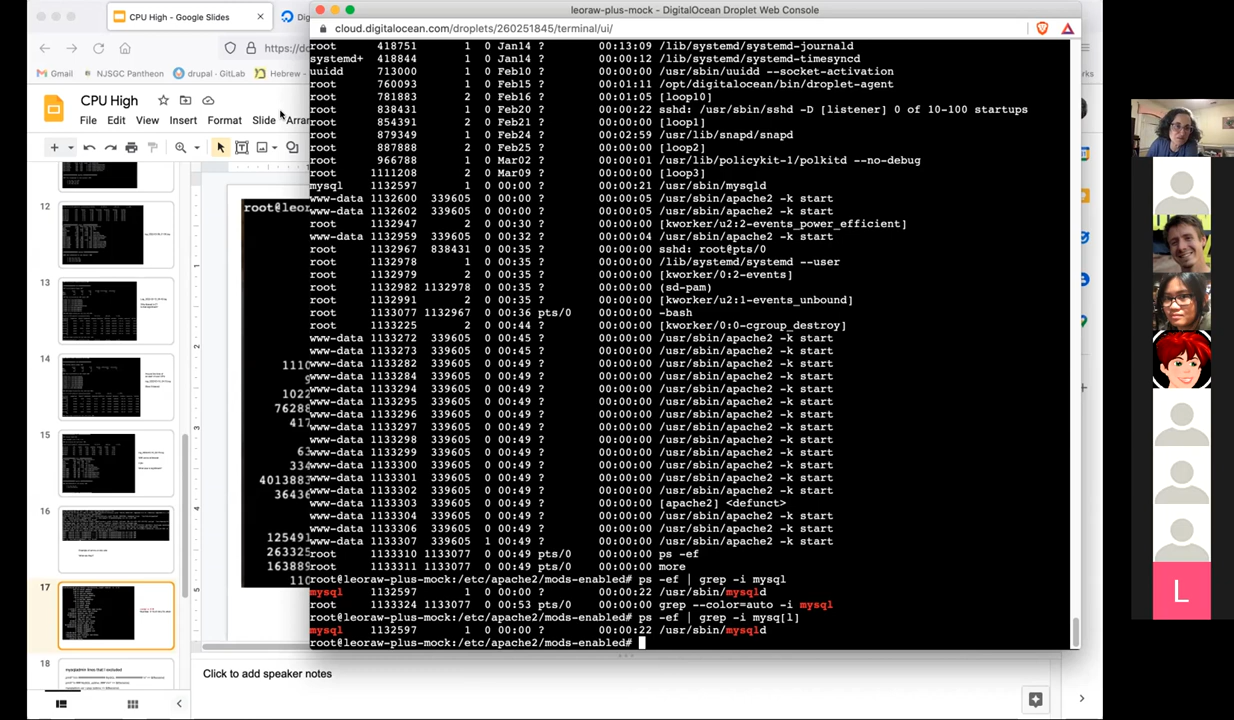 CPU High - Google Slides
leoraw-plus-mock - DigitalOcean Droplet Web Console
cloud.digitalocean.com/droplets/260251845/terminal/ui/
Gmail
NJSGC Pantheon
drupal · GitLab
Hebrew -
CPU High
File Edit View Insert Format Slide Arran
root 418751 1 0 Jan14 ? 00:13:09 /lib/systemd/systemd-journald
systemd+ 418844 1 0 Jan14 ? 00:00:12 /lib/systemd/systemd-timesyncd
uuidd 713000 1 0 Feb10 ? 00:00:00 /usr/sbin/uuidd --socket-activation
root 760093 1 0 Feb15 ? 00:01:11 /opt/digitalocean/bin/droplet-agent
root 781883 2 0 Feb16 ? 00:01:05 [loop10]
root 838431 1 0 Feb20 ? 00:00:22 sshd: /usr/sbin/sshd -D [listener] 0 of 10-100 startups
root 854391 2 0 Feb21 ? 00:00:00 [loop1]
root 879349 1 0 Feb24 ? 00:02:59 /usr/lib/snapd/snapd
root 887888 2 0 Feb25 ? 00:00:00 [loop2]
root 966788 1 0 Mar02 ? 00:00:01 /usr/lib/policykit-1/polkitd --no-debug
root 1111208 2 0 Mar09 ? 00:00:00 [loop3]
mysql 1132597 1 0 00:00 ? 00:00:21 /usr/sbin/mysqld
www-data 1132600 339605 0 00:00 ? 00:00:05 /usr/sbin/apache2 -k start
www-data 1132602 339605 0 00:00 ? 00:00:05 /usr/sbin/apache2 -k start
root 1132947 2 0 00:30 ? 00:00:00 [kworker/u2:2-events_power_efficient]
www-data 1132959 339605 0 00:32 ? 00:00:04 /usr/sbin/apache2 -k start
root 1132967 838431 0 00:35 ? 00:00:00 sshd: root@pts/0
root 1132978 1 0 00:35 ? 00:00:00 /lib/systemd/systemd --user
root 1132979 2 0 00:35 ? 00:00:00 [kworker/0:2-events]
root 1132982 1132978 0 00:35 ? 00:00:00 (sd-pam)
root 1132991 2 0 00:35 ? 00:00:00 [kworker/u2:1-events_unbound]
root 1133077 1132967 0 00:36 pts/0 00:00:00 -bash
root 1133225 2 0 00:44 ? 00:00:00 [kworker/0:0-cgroup_destroy]
www-data 1133272 339605 0 00:45 ? 00:00:00 /usr/sbin/apache2 -k start
www-data 1133273 339605 0 00:45 ? 00:00:00 /usr/sbin/apache2 -k start
www-data 1133282 339605 0 00:49 ? 00:00:00 /usr/sbin/apache2 -k start
www-data 1133284 339605 0 00:49 ? 00:00:00 /usr/sbin/apache2 -k start
www-data 1133294 339605 0 00:49 ? 00:00:00 /usr/sbin/apache2 -k start
www-data 1133295 339605 0 00:49 ? 00:00:00 /usr/sbin/apache2 -k start
www-data 1133296 339605 0 00:49 ? 00:00:00 /usr/sbin/apache2 -k start
www-data 1133297 339605 0 00:49 ? 00:00:00 /usr/sbin/apache2 -k start
www-data 1133298 339605 0 00:49 ? 00:00:00 /usr/sbin/apache2 -k start
www-data 1133299 339605 0 00:49 ? 00:00:00 /usr/sbin/apache2 -k start
www-data 1133300 339605 0 00:49 ? 00:00:00 /usr/sbin/apache2 -k start
www-data 1133301 339605 0 00:49 ? 00:00:00 /usr/sbin/apache2 -k start
www-data 1133302 339605 0 00:49 ? 00:00:00 /usr/sbin/apache2 -k start
www-data 1133303 339605 0 00:49 ? 00:00:00 [apache2] <defunct>
www-data 1133304 339605 0 00:49 ? 00:00:00 /usr/sbin/apache2 -k start
www-data 1133306 339605 0 00:49 ? 00:00:00 /usr/sbin/apache2 -k start
www-data 1133307 339605 1 00:49 ? 00:00:00 /usr/sbin/apache2 -k start
root 1133310 1133077 0 00:49 pts/0 00:00:00 ps -ef
root 1133311 1133077 0 00:49 pts/0 00:00:00 more
root@leoraw-plus-mock:/etc/apache2/mods-enabled# ps -ef | grep -i mysql
mysql 1132597 1 0 00:00 ? 00:00:22 /usr/sbin/mysqld
root 1133324 1133077 0 00:53 pts/0 00:00:00 grep --color=auto -i mysql
root@leoraw-plus-mock:/etc/apache2/mods-enabled# ps -ef | grep -i mysq[l]
mysql 1132597 1 0 00:00 ? 00:00:22 /usr/sbin/mysqld
root@leoraw-plus-mock:/etc/apache2/mods-enabled#
12
13
14
15
16
17
18
mysqladmin lines that I excluded
root@leor
1110
9
1022
76288
417
63
334
4013883
36436
125491
263325
163889
110
Click to add speaker notes
L